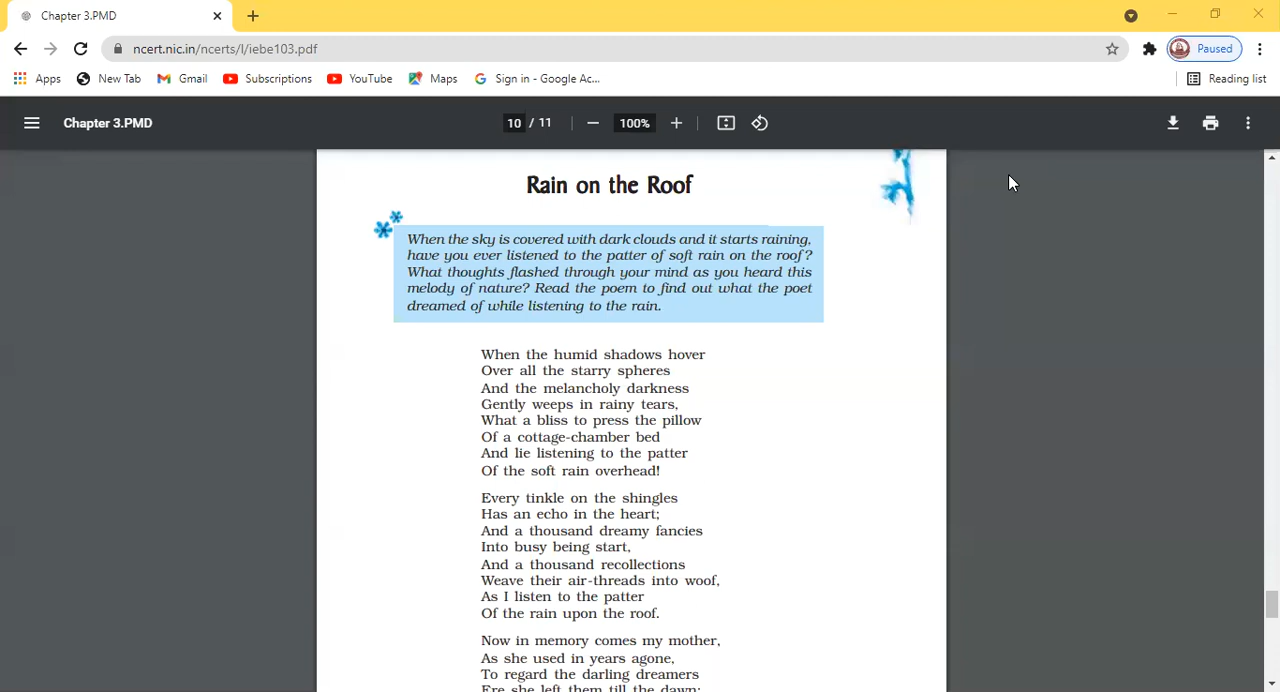 Chapter 3.PMD
ncert.nic.in/ncerts/l/iebe103.pdf
Paused
Apps New Tab Gmail Subscriptions YouTube Maps Sign in - Google Ac... Reading list
Chapter 3.PMD 10 / 11 100%
Rain on the Roof
When the sky is covered with dark clouds and it starts raining,
have you ever listened to the patter of soft rain on the roof?
What thoughts flashed through your mind as you heard this
melody of nature? Read the poem to find out what the poet
dreamed of while listening to the rain.
When the humid shadows hover
Over all the starry spheres
And the melancholy darkness
Gently weeps in rainy tears,
What a bliss to press the pillow
Of a cottage-chamber bed
And lie listening to the patter
Of the soft rain overhead!
Every tinkle on the shingles
Has an echo in the heart;
And a thousand dreamy fancies
Into busy being start,
And a thousand recollections
Weave their air-threads into woof,
As I listen to the patter
Of the rain upon the roof.
Now in memory comes my mother,
As she used in years agone,
To regard the darling dreamers
Ere she left them till the dawn: